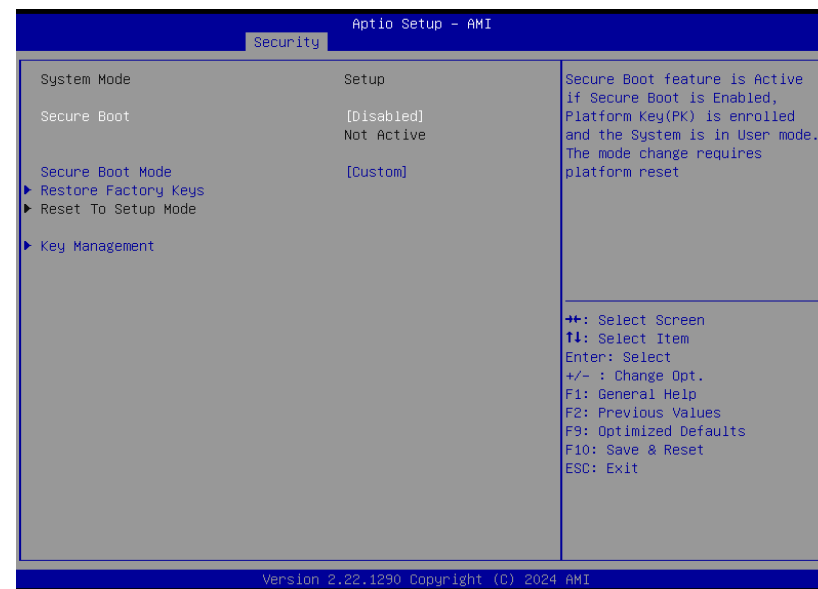 Aptio Setup – AMI
Security
System Mode Setup
Secure Boot [Disabled]
Not Active
Secure Boot Mode [Custom]
▶ Restore Factory Keys
▶ Reset To Setup Mode
▶ Key Management
Secure Boot feature is Active
if Secure Boot is Enabled,
Platform Key(PK) is enrolled
and the System is in User mode.
The mode change requires
platform reset
→←: Select Screen
↑↓: Select Item
Enter: Select
+/- : Change Opt.
F1: General Help
F2: Previous Values
F9: Optimized Defaults
F10: Save & Reset
ESC: Exit
Version 2.22.1290 Copyright (C) 2024 AMI